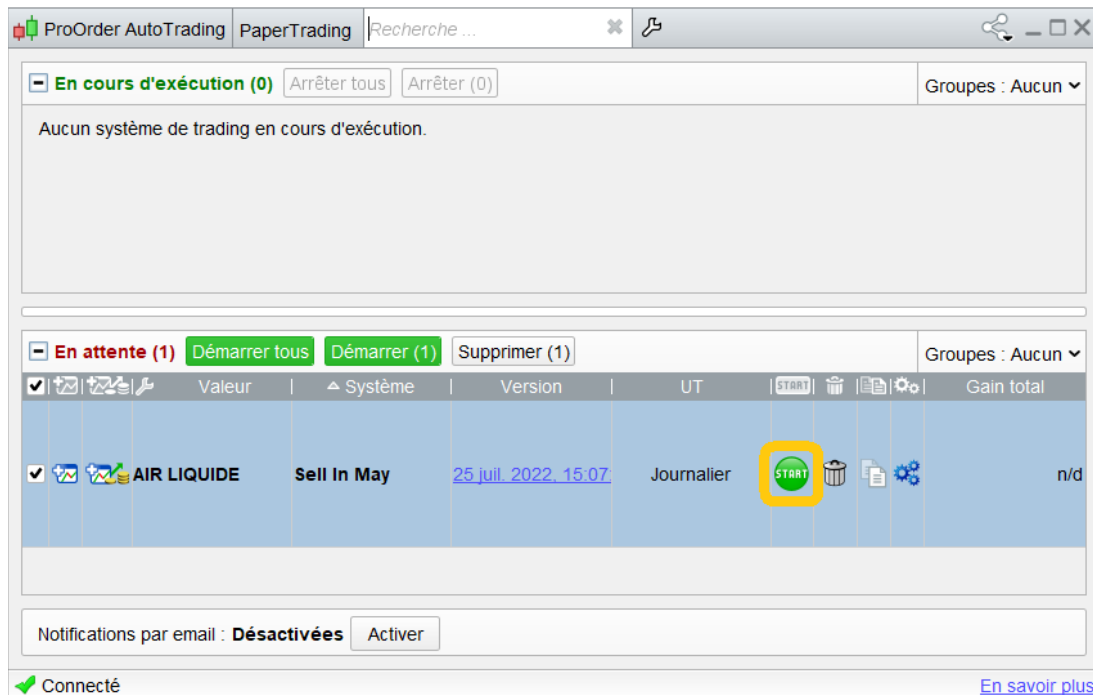 ProOrder AutoTrading PaperTrading Recherche ...
En cours d'exécution (0) Arrêter tous Arrêter (0) Groupes : Aucun
Aucun système de trading en cours d'exécution.
En attente (1) Démarrer tous Démarrer (1) Supprimer (1) Groupes : Aucun
Valeur Système Version UT START Gain total
AIR LIQUIDE Sell In May 25 juil. 2022, 15:07: Journalier START n/d
Notifications par email : Désactivées Activer
Connecté En savoir plus